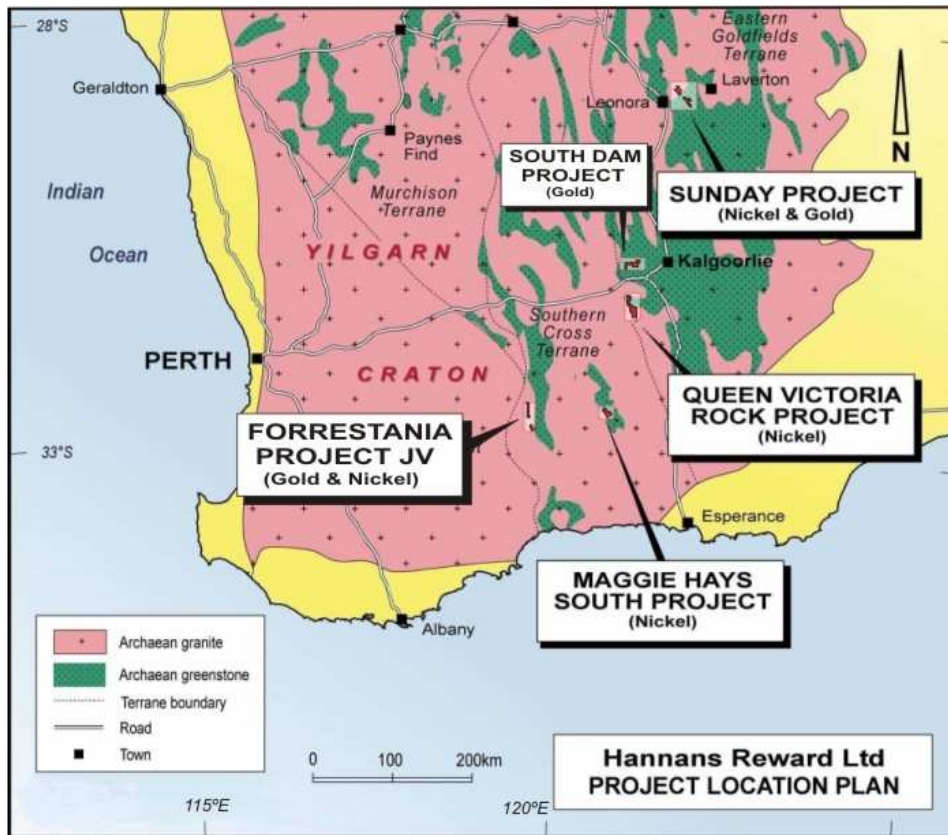 28°S
Eastern
Goldfields
Terrane
Geraldton
Laverton
Leonora
Paynes
Find
SOUTH DAM
PROJECT
(Gold)
N
Indian
Ocean
Murchison
Terrane
SUNDAY PROJECT
(Nickel & Gold)
YILGARN
Kalgoorlie
Southern
Cross
Terrane
PERTH
CRATON
QUEEN VICTORIA
ROCK PROJECT
(Nickel)
FORRESTANIA
PROJECT JV
(Gold & Nickel)
33°S
Esperance
MAGGIE HAYS
SOUTH PROJECT
(Nickel)
Albany
Archaean granite
Archaean greenstone
Terrane boundary
Road
Town
0 100 200km
Hannans Reward Ltd
PROJECT LOCATION PLAN
115°E
120°E